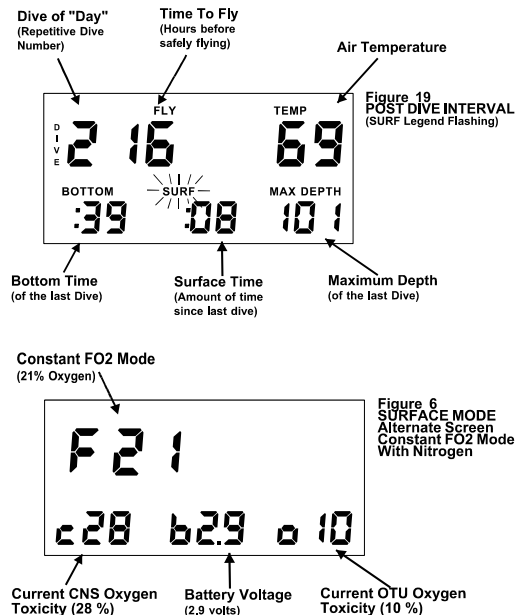 Dive of "Day"
(Repetitive Dive
Number)
Time To Fly
(Hours before
safely flying)
Air Temperature
Figure 19
POST DIVE INTERVAL
(SURF Legend Flashing)
FLY
TEMP
DIVE
2 16 69
BOTTOM
SURF
MAX DEPTH
:39 :08 101
Bottom Time
(of the last Dive)
Surface Time
(Amount of time
since last dive)
Maximum Depth
(of the last Dive)
Constant FO2 Mode
(21% Oxygen)
Figure 6
SURFACE MODE
Alternate Screen
Constant FO2 Mode
With Nitrogen
F21
c28 b2.9 o 10
Current CNS Oxygen
Toxicity (28 %)
Battery Voltage
(2,9 volts)
Current OTU Oxygen
Toxicity (10 %)